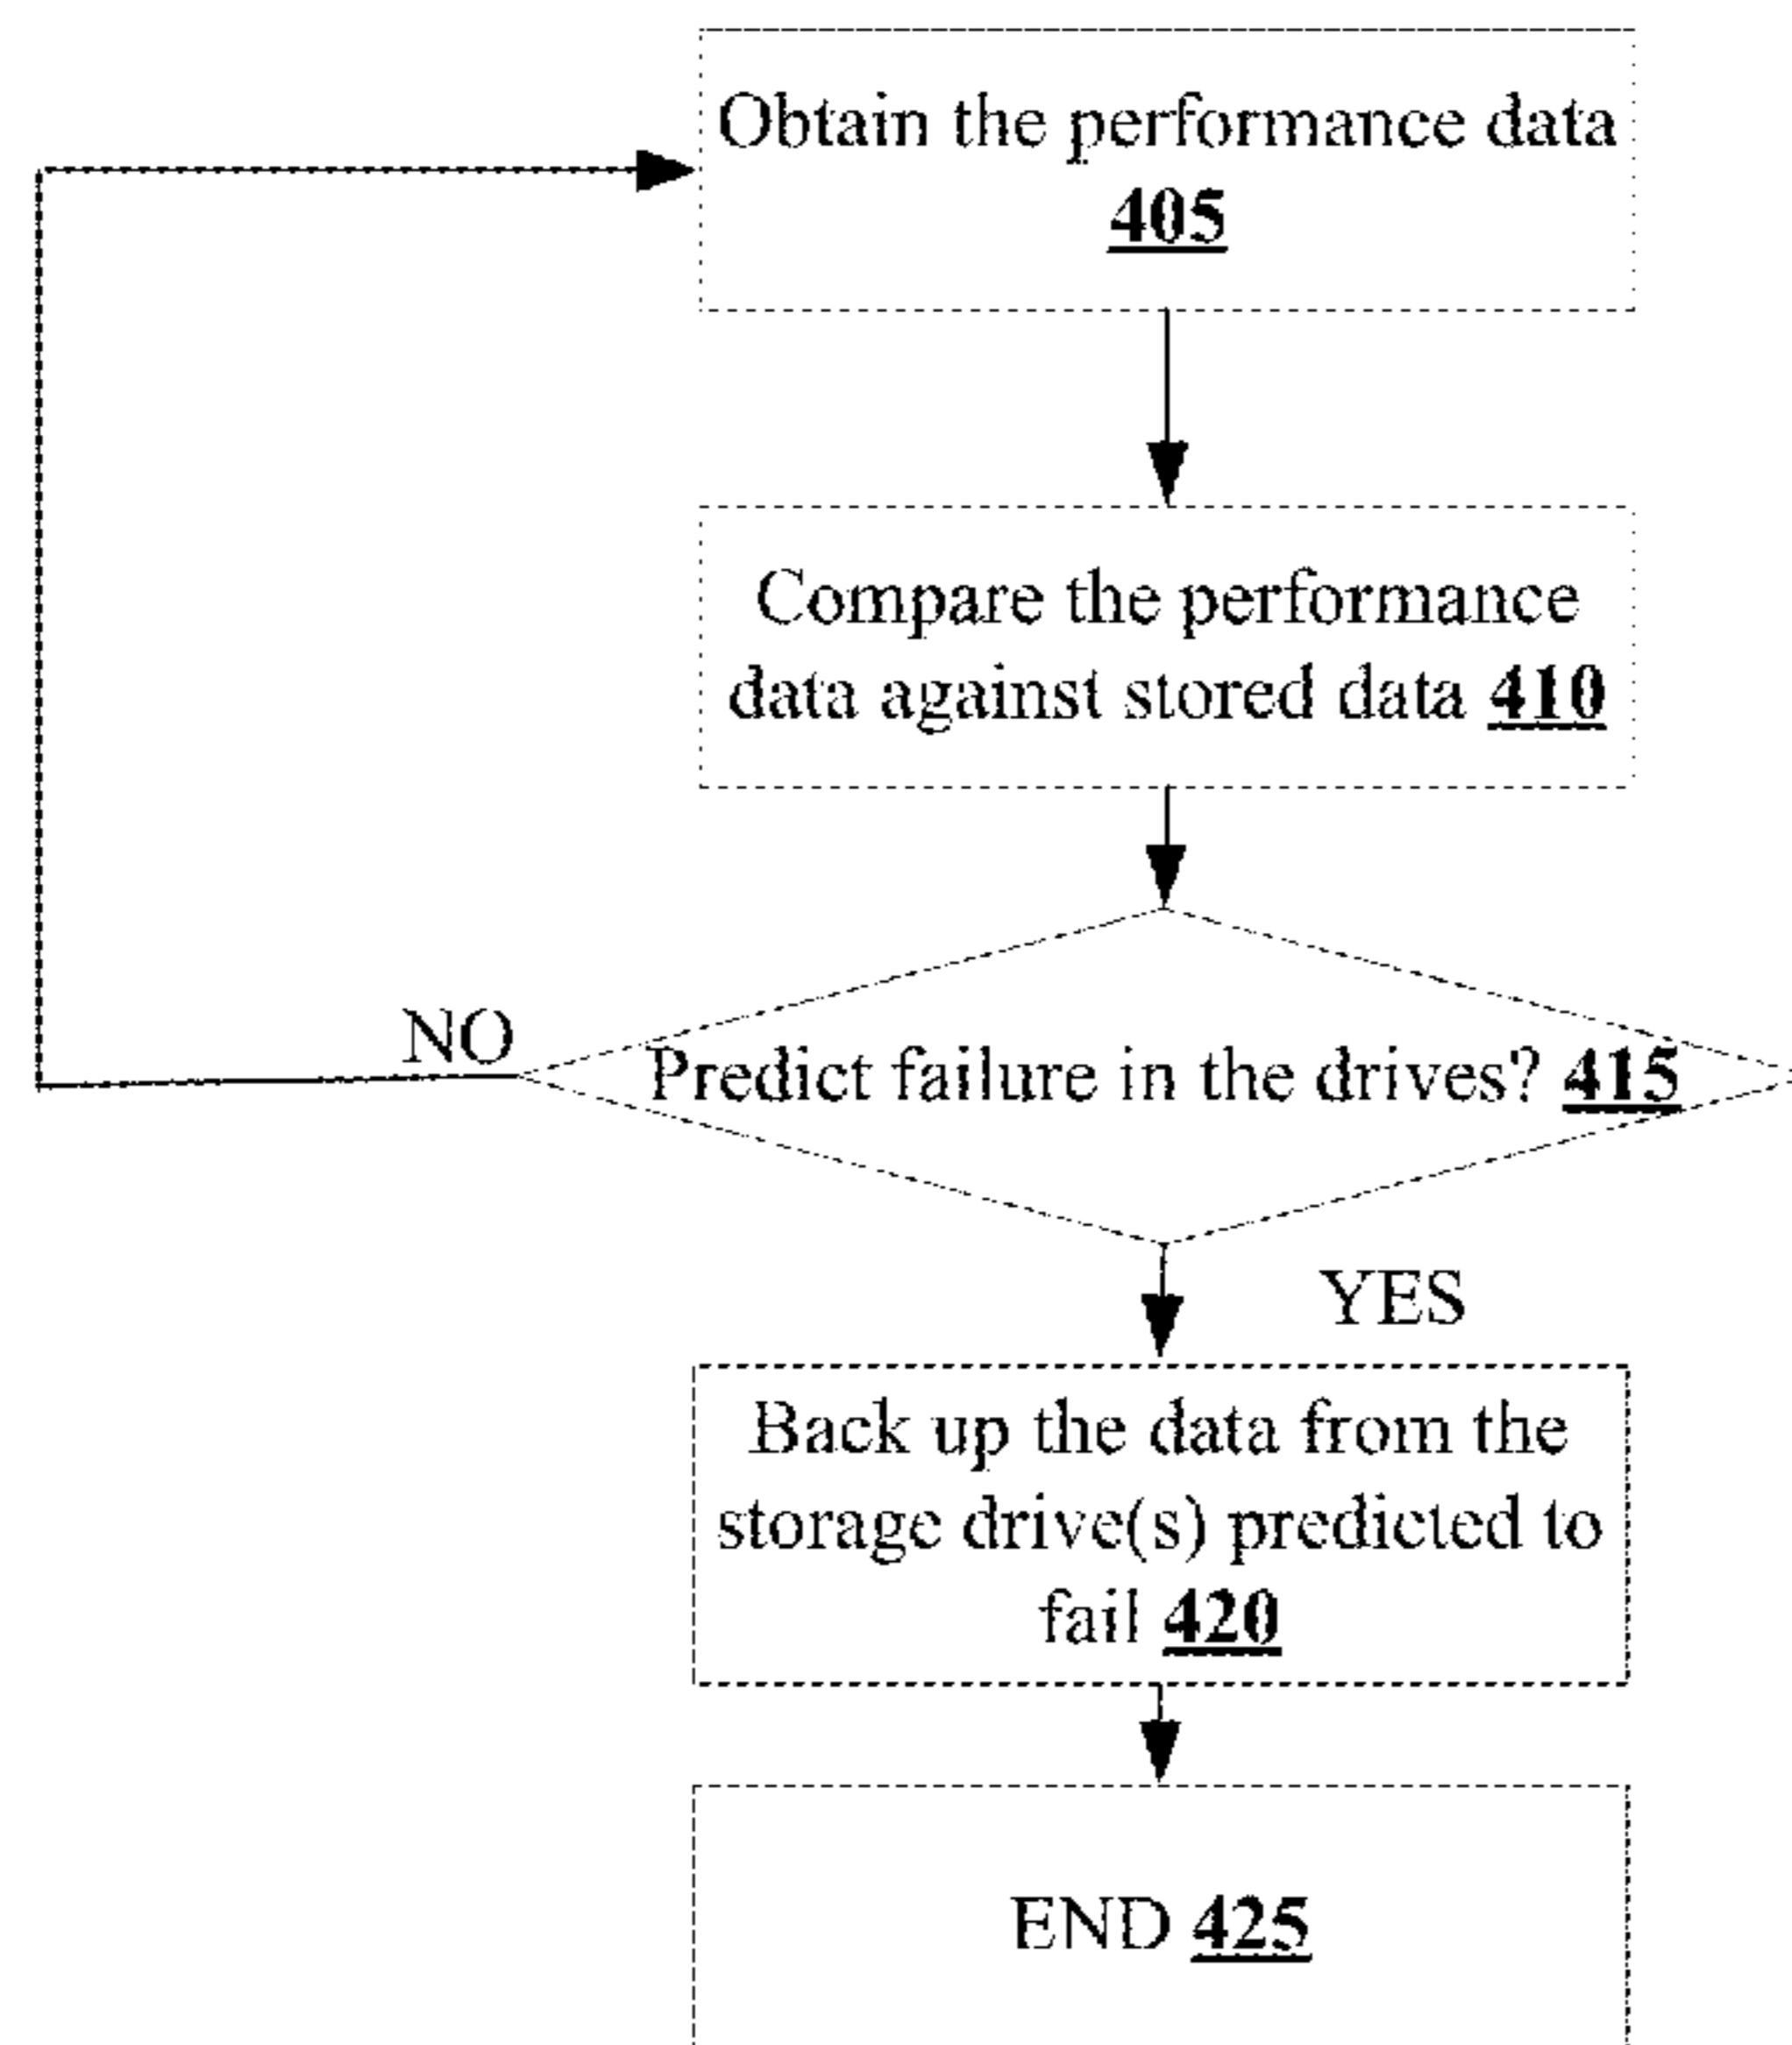 Obtain the performance data
405
Compare the performance
data against stored data 410
NO
Predict failure in the drives? 415
YES
Back up the data from the
storage drive(s) predicted to
fail 420
END 425